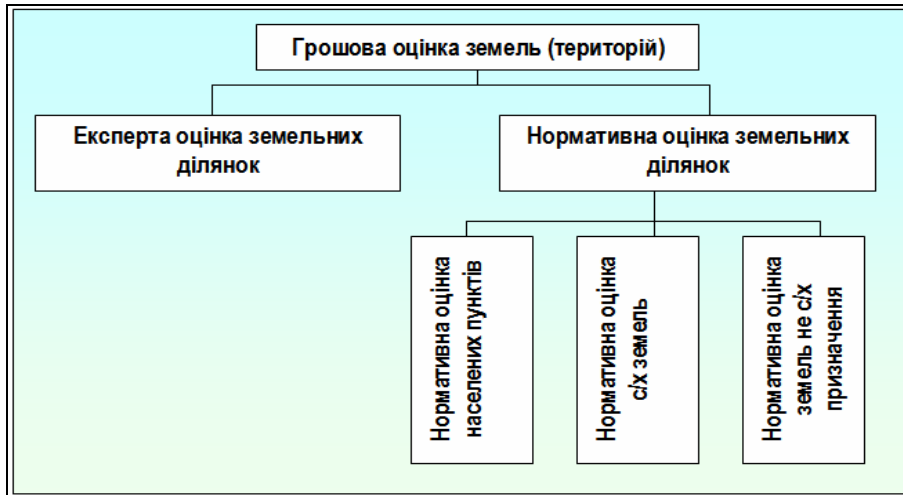 Грошова оцінка земель (територій)
Експерта оцінка земельних
ділянок
Нормативна оцінка земельних
ділянок
Нормативна оцінка
населених пунктів
Нормативна оцінка
с/х земель
Нормативна оцінка
земель не с/х
призначення